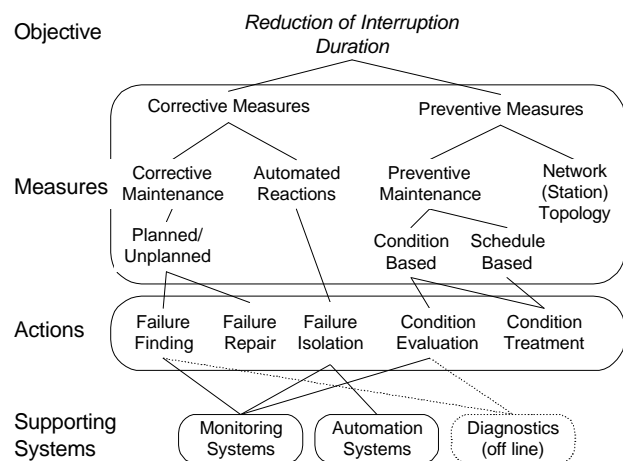 Objective
Reduction of Interruption
Duration
Corrective Measures
Preventive Measures
Measures
Corrective
Maintenance
Automated
Reactions
Preventive
Maintenance
Network
(Station)
Topology
Planned/
Unplanned
Condition
Based
Schedule
Based
Actions
Failure
Finding
Failure
Repair
Failure
Isolation
Condition
Evaluation
Condition
Treatment
Supporting
Systems
Monitoring
Systems
Automation
Systems
Diagnostics
(off line)